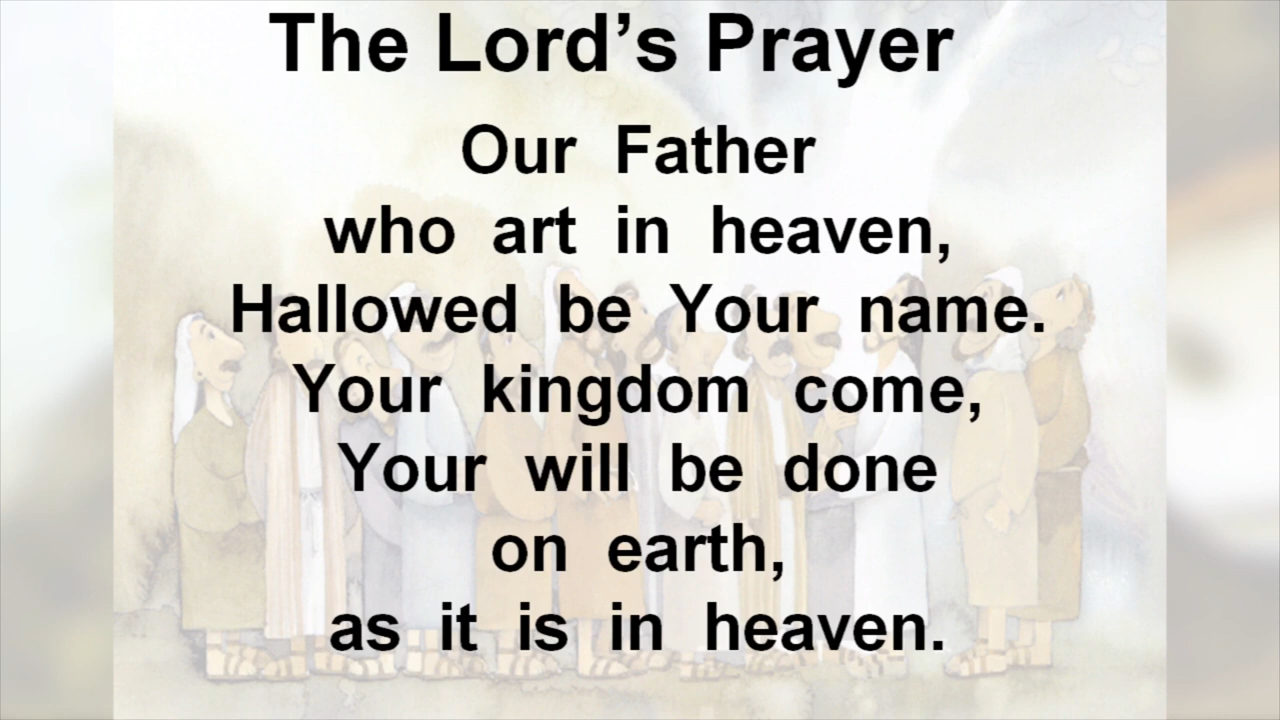 The Lord’s Prayer
Our Father
who art in heaven,
Hallowed be Your name.
Your kingdom come,
Your will be done
on earth,
as it is in heaven.